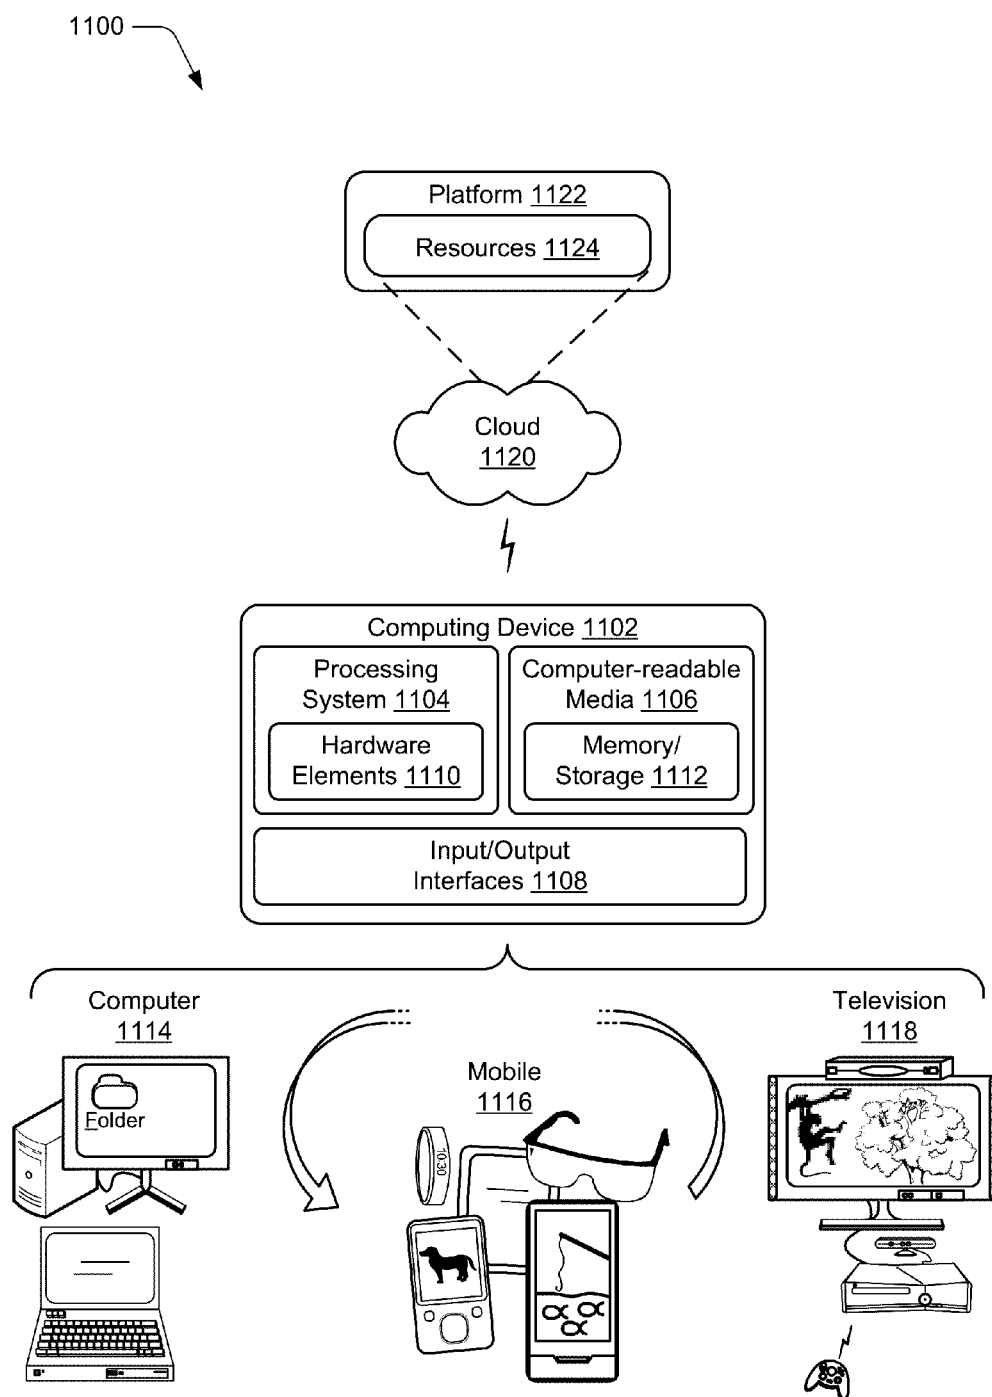 1100
Platform 1122
Resources 1124
Cloud
1120
Computing Device 1102
Processing
System 1104
Hardware
Elements 1110
Computer-readable
Media 1106
Memory/
Storage 1112
Input/Output
Interfaces 1108
Computer
1114
Folder
Mobile
1116
10:30
Television
1118